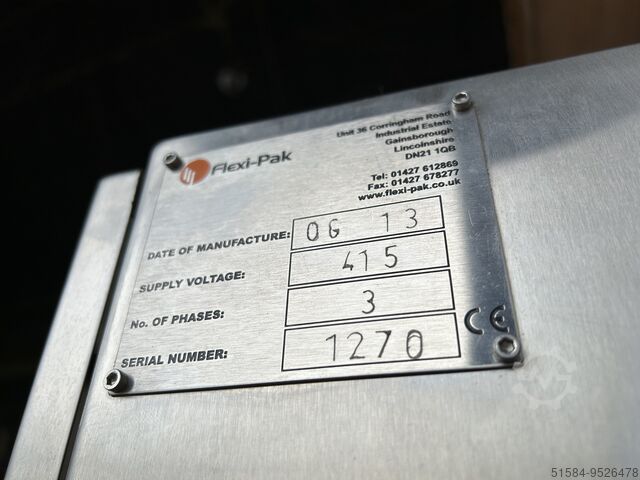 Flexi-Pak
Unit 36 Corringham Road
Industrial Estate
Gainsborough
Lincolnshire
DN21 1QB
Tel: 01427 612869
Fax: 01427 678277
www.flexi-pak.co.uk
DATE OF MANUFACTURE: 06 13
SUPPLY VOLTAGE: 415
No. OF PHASES: 3
SERIAL NUMBER: 1270
CE
51584-9526478